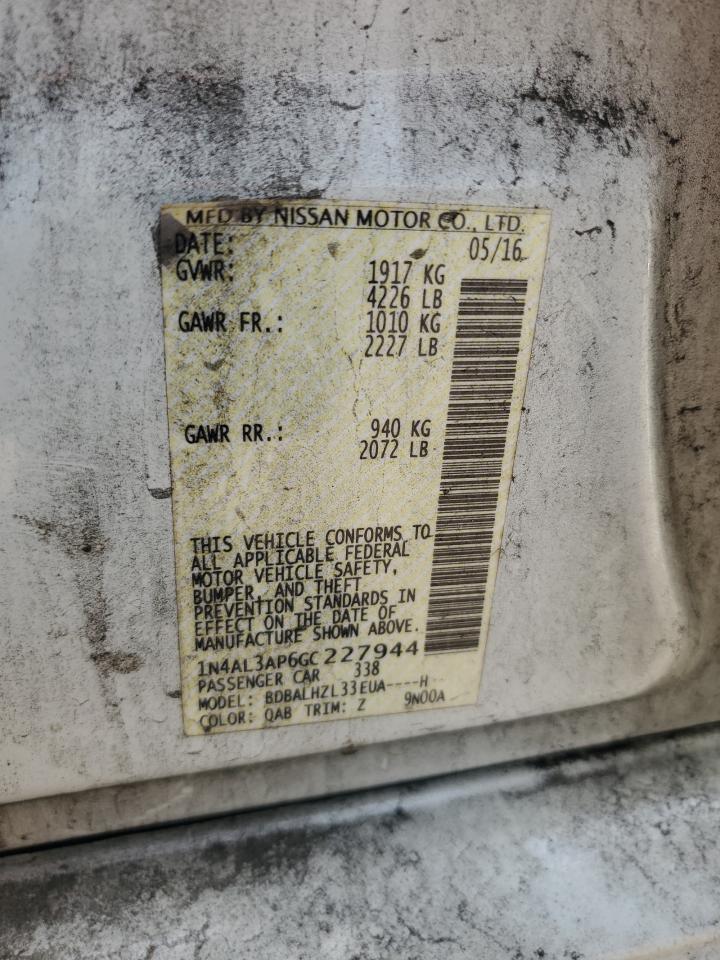 MFD BY NISSAN MOTOR CO., LTD.
DATE: 05/16
GVWR: 1917 KG
4226 LB
GAWR FR.: 1010 KG
2227 LB
GAWR RR.: 940 KG
2072 LB
THIS VEHICLE CONFORMS TO
ALL APPLICABLE FEDERAL
MOTOR VEHICLE SAFETY,
BUMPER, AND THEFT
PREVENTION STANDARDS IN
EFFECT ON THE DATE OF
MANUFACTURE SHOWN ABOVE.
1N4AL3AP6GC227944
PASSENGER CAR 338
MODEL: BDBALHZL33EUA----H
COLOR: QAB TRIM: Z 9N00A